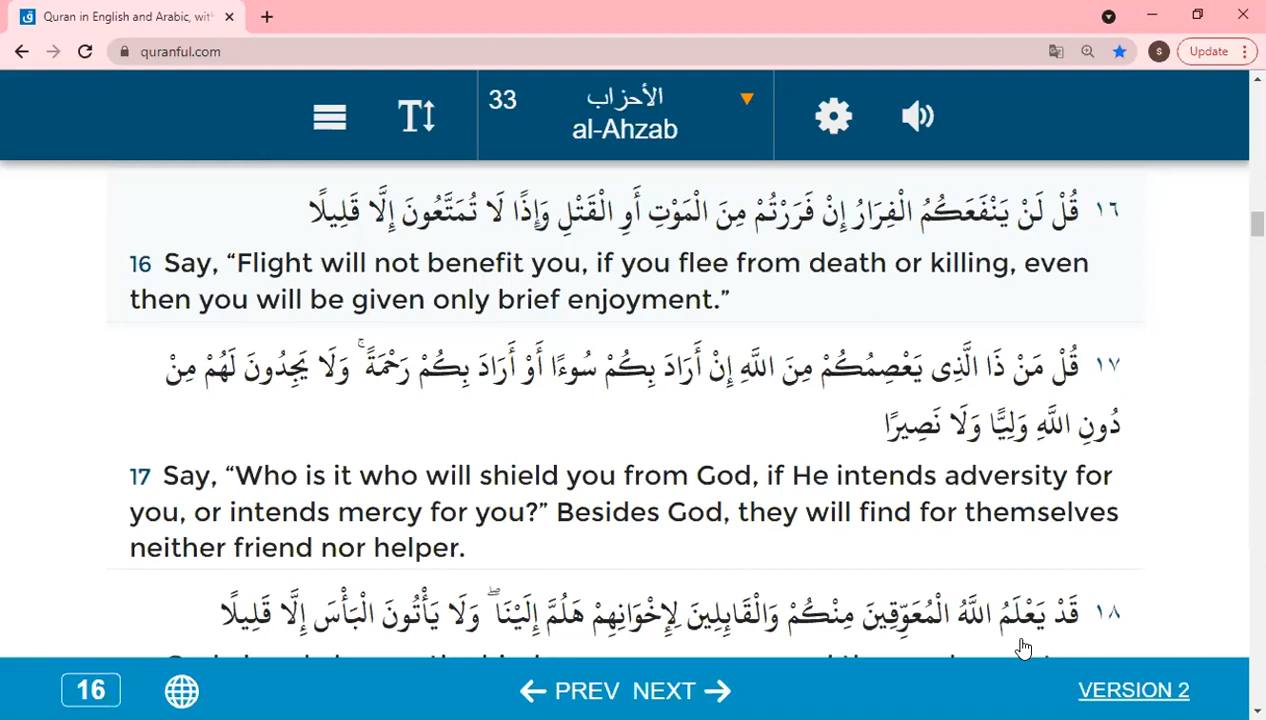 Quran in English and Arabic, with
quranful.com
S
Update
33
الأحزاب
al-Ahzab
١٦ قُلْ لَنْ يَنْفَعَكُمُ الْفِرَارُ إِنْ فَرَرْتُمْ مِنَ الْمَوْتِ أَوِ الْقَتْلِ وَإِذًا لَا تُمَتَّعُونَ إِلَّا قَلِيلًا
16 Say, “Flight will not benefit you, if you flee from death or killing, even
then you will be given only brief enjoyment.”
١٧ قُلْ مَنْ ذَا الَّذِى يَعْصِمُكُمْ مِنَ اللَّهِ إِنْ أَرَادَ بِكُمْ سُوءًا أَوْ أَرَادَ بِكُمْ رَحْمَةً ۚ وَلَا يَجِدُونَ لَهُمْ مِنْ
دُونِ اللَّهِ وَلِيًّا وَلَا نَصِيرًا
17 Say, “Who is it who will shield you from God, if He intends adversity for
you, or intends mercy for you?” Besides God, they will find for themselves
neither friend nor helper.
١٨ قَدْ يَعْلَمُ اللَّهُ الْمُعَوِّقِينَ مِنْكُمْ وَالْقَايِلِينَ لِإِخْوَانِهِمْ هَلُمَّ إِلَيْنَا ۖ وَلَا يَأْتُونَ الْبَأْسَ إِلَّا قَلِيلًا
16
PREV NEXT
VERSION 2